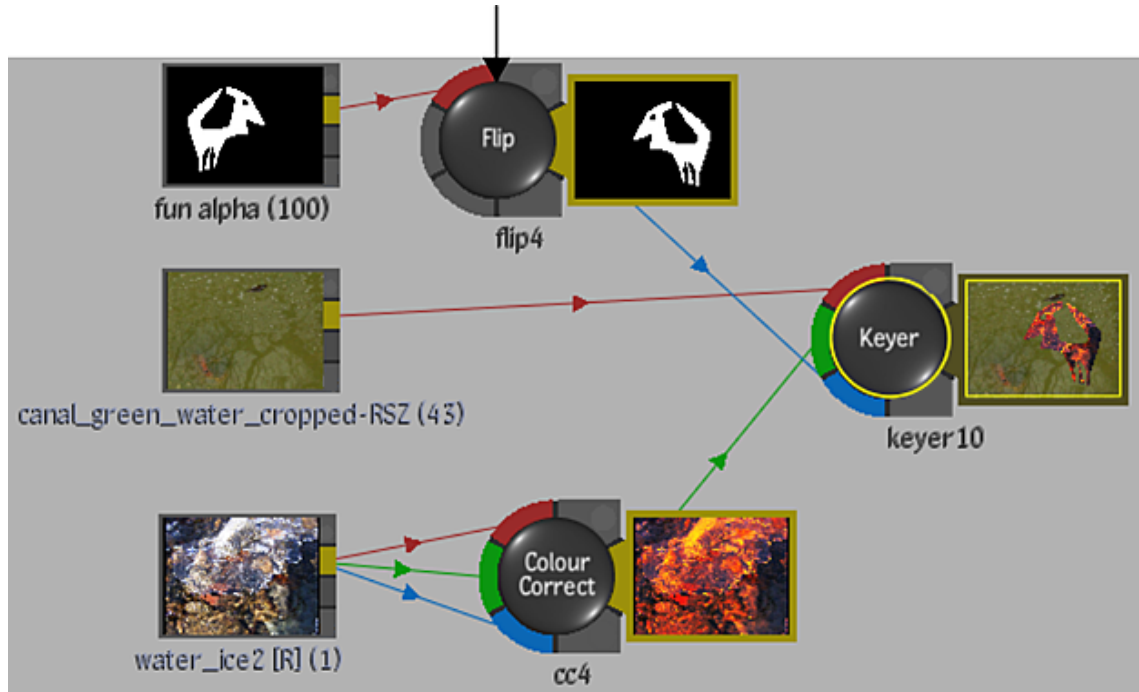 Flip
fun alpha (100)
flip4
Keyer
canal_green_water_cropped-RSZ (43)
keyer10
Colour
Correct
water_ice2 [R] (1)
cc4